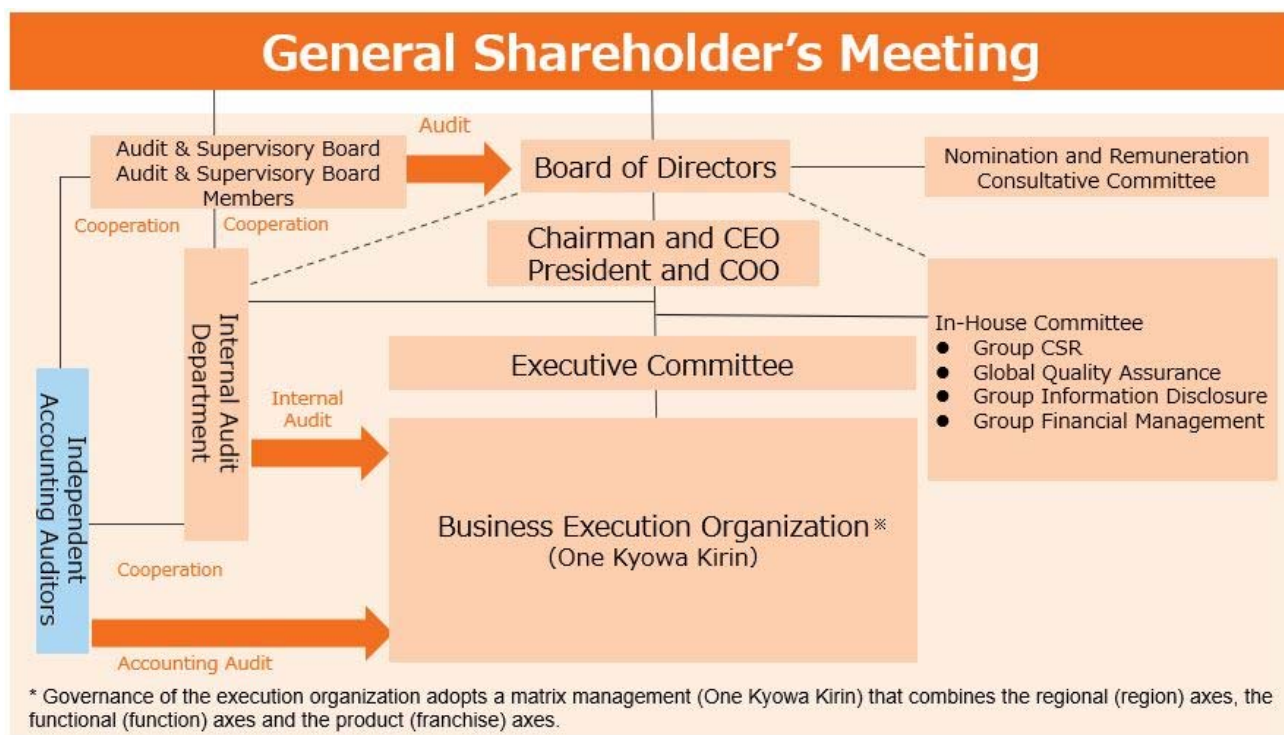 General Shareholder's Meeting
Audit
Audit & Supervisory Board
Audit & Supervisory Board
Members
Board of Directors
Nomination and Remuneration
Consultative Committee
Cooperation
Cooperation
Chairman and CEO
President and COO
Internal Audit
Department
In-House Committee
● Group CSR
● Global Quality Assurance
● Group Information Disclosure
● Group Financial Management
Executive Committee
Internal
Audit
Independent
Accounting Auditors
Business Execution Organization※
(One Kyowa Kirin)
Cooperation
Accounting Audit
* Governance of the execution organization adopts a matrix management (One Kyowa Kirin) that combines the regional (region) axes, the
functional (function) axes and the product (franchise) axes.